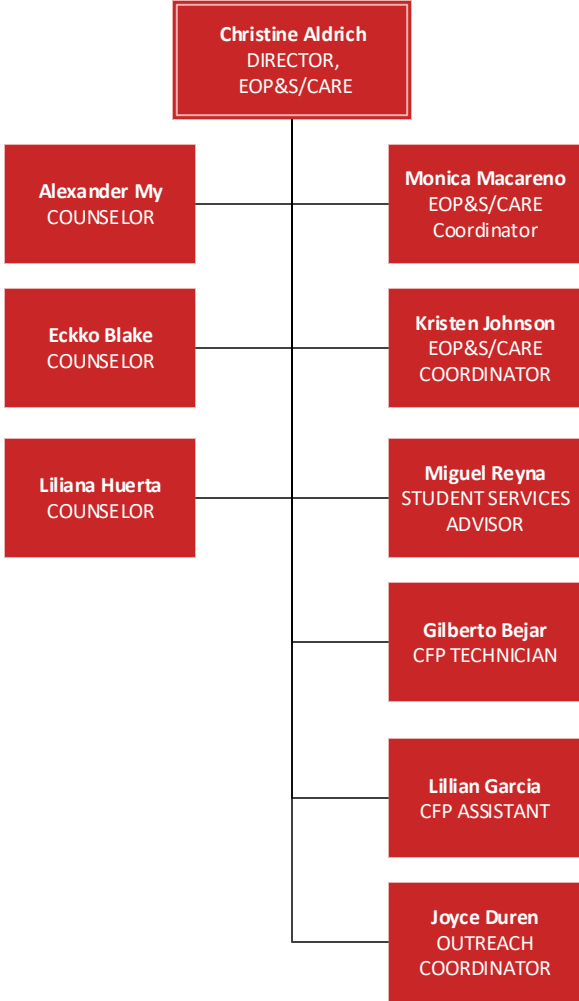 Christine Aldrich
DIRECTOR,
EOP&S/CARE
Alexander My
COUNSELOR
Monica Macareno
EOP&S/CARE
Coordinator
Eckko Blake
COUNSELOR
Kristen Johnson
EOP&S/CARE
COORDINATOR
Liliana Huerta
COUNSELOR
Miguel Reyna
STUDENT SERVICES
ADVISOR
Gilberto Bejar
CFP TECHNICIAN
Lillian Garcia
CFP ASSISTANT
Joyce Duren
OUTREACH
COORDINATOR